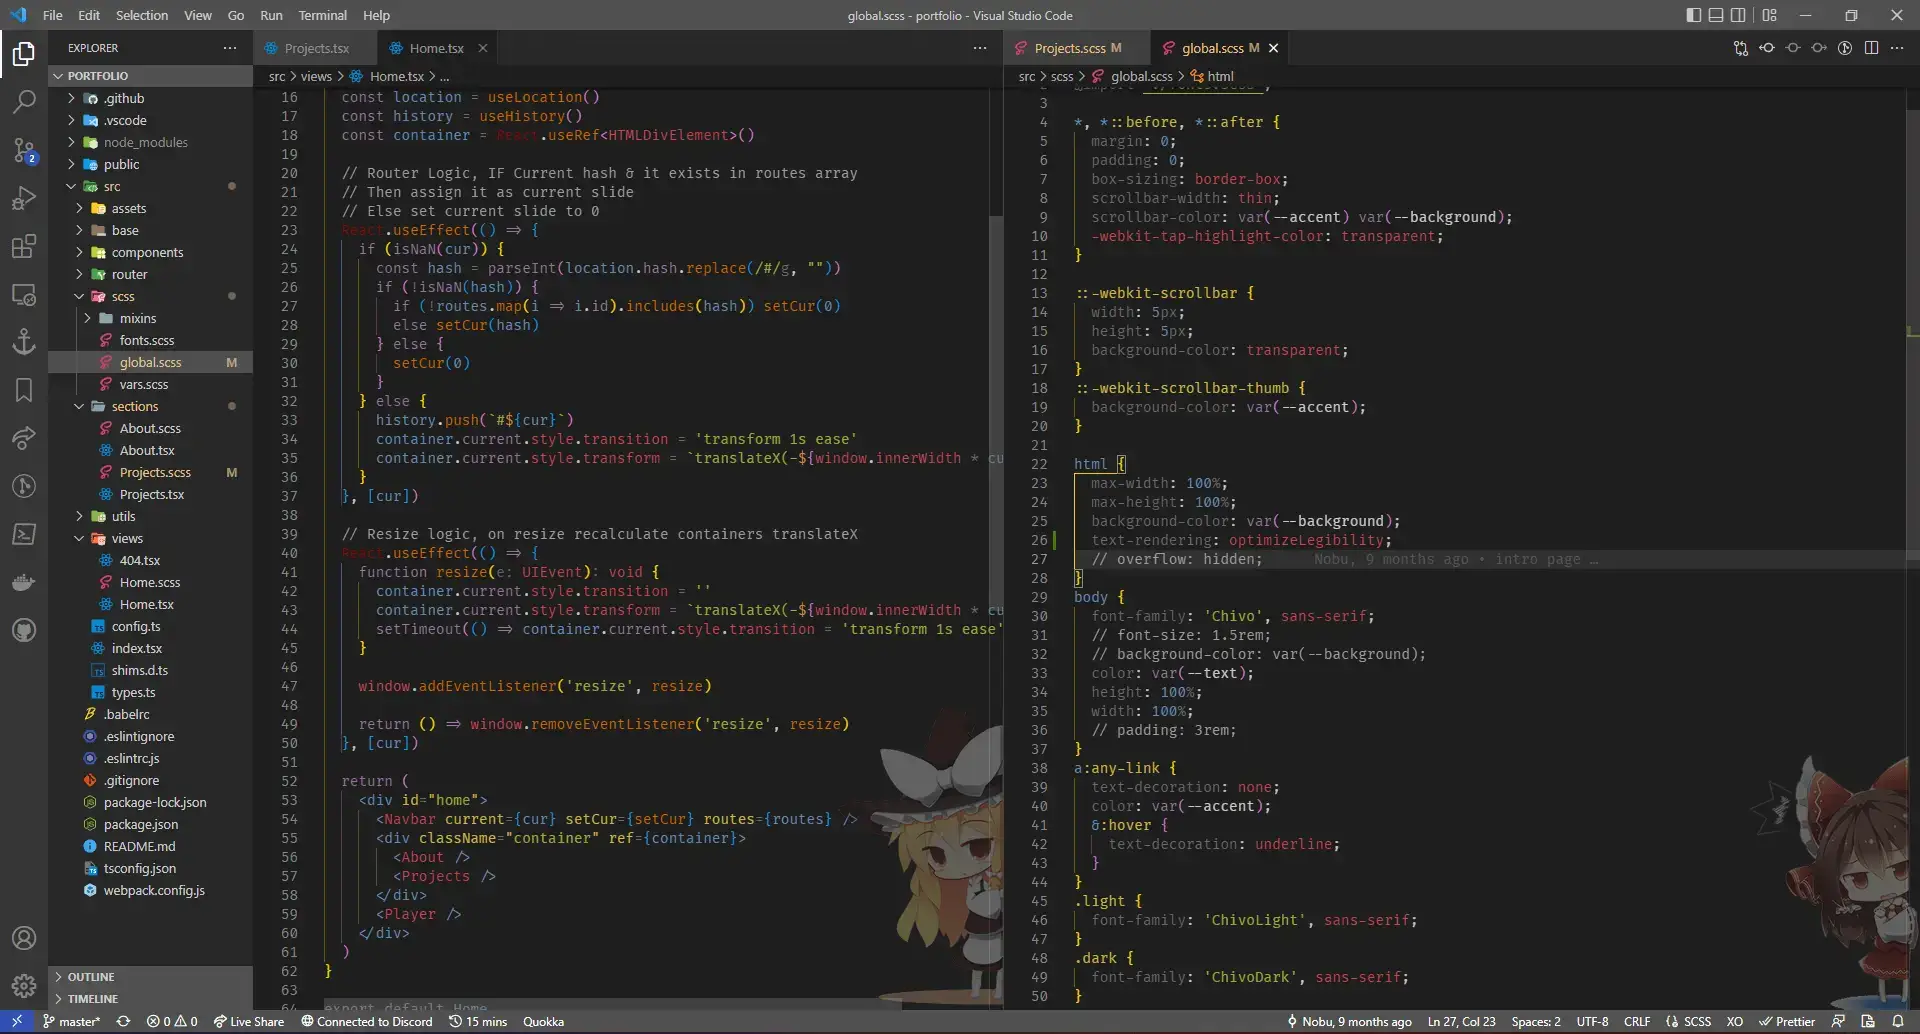 File Edit Selection View Go Run Terminal Help
global.scss - portfolio - Visual Studio Code
EXPLORER
PORTFOLIO
.github
.vscode
node_modules
public
src
assets
base
components
router
scss
mixins
fonts.scss
global.scss M
vars.scss
sections
About.scss
About.tsx
Projects.scss M
Projects.tsx
utils
views
404.tsx
Home.scss
Home.tsx
config.ts
index.tsx
shims.d.ts
types.ts
.babelrc
.eslintignore
.eslintrc.js
.gitignore
package-lock.json
package.json
README.md
tsconfig.json
webpack.config.js
OUTLINE
TIMELINE
2
Projects.tsx Home.tsx
src > views > Home.tsx > ...
16 const location = useLocation()
17 const history = useHistory()
18 const container = React.useRef<HTMLDivElement>()
19
20 // Router Logic, IF Current hash & it exists in routes array
21 // Then assign it as current slide
22 // Else set current slide to 0
23 React.useEffect(() => {
24 if (isNaN(cur)) {
25 const hash = parseInt(location.hash.replace(/#/g, ""))
26 if (!isNaN(hash)) {
27 if (!routes.map(i => i.id).includes(hash)) setCur(0)
28 else setCur(hash)
29 } else {
30 setCur(0)
31 }
32 } else {
33 history.push(`#${cur}`)
34 container.current.style.transition = 'transform 1s ease'
35 container.current.style.transform = `translateX(-${window.innerWidth * cu
36 }
37 }, [cur])
38
39 // Resize logic, on resize recalculate containers translateX
40 React.useEffect(() => {
41 function resize(e: UIEvent): void {
42 container.current.style.transition = ''
43 container.current.style.transform = `translateX(-${window.innerWidth * cu
44 setTimeout(() => container.current.style.transition = 'transform 1s ease'
45 }
46
47 window.addEventListener('resize', resize)
48
49 return () => window.removeEventListener('resize', resize)
50 }, [cur])
51
52 return (
53 <div id="home">
54 <Navbar current={cur} setCur={setCur} routes={routes} />
55 <div className="container" ref={container}>
56 <About />
57 <Projects />
58 </div>
59 <Player />
60 </div>
61 )
62 }
63
64 export default Home
Projects.scss M global.scss M
src > scss > global.scss > html
3
4 *, *::before, *::after {
5 margin: 0;
6 padding: 0;
7 box-sizing: border-box;
8 scrollbar-width: thin;
9 scrollbar-color: var(--accent) var(--background);
10 -webkit-tap-highlight-color: transparent;
11 }
12
13 ::-webkit-scrollbar {
14 width: 5px;
15 height: 5px;
16 background-color: transparent;
17 }
18 ::-webkit-scrollbar-thumb {
19 background-color: var(--accent);
20 }
21
22 html {
23 max-width: 100%;
24 max-height: 100%;
25 background-color: var(--background);
26 text-rendering: optimizeLegibility;
27 // overflow: hidden; Nobu, 9 months ago • intro page …
28 }
29 body {
30 font-family: 'Chivo', sans-serif;
31 // font-size: 1.5rem;
32 // background-color: var(--background);
33 color: var(--text);
34 height: 100%;
35 width: 100%;
36 // padding: 3rem;
37 }
38 a:any-link {
39 text-decoration: none;
40 color: var(--accent);
41 &:hover {
42 text-decoration: underline;
43 }
44 }
45 .light {
46 font-family: 'ChivoLight', sans-serif;
47 }
48 .dark {
49 font-family: 'ChivoDark', sans-serif;
50 }
master* 0 0 Live Share Connected to Discord 15 mins Quokka
Nobu, 9 months ago Ln 27, Col 23 Spaces: 2 UTF-8 CRLF SCSS XO Prettier